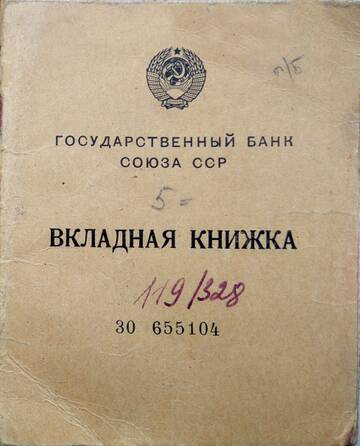 п/б
ГОСУДАРСТВЕННЫЙ БАНК
СОЮЗА ССР
5=
ВКЛАДНАЯ КНИЖКА
119/328
30 655104